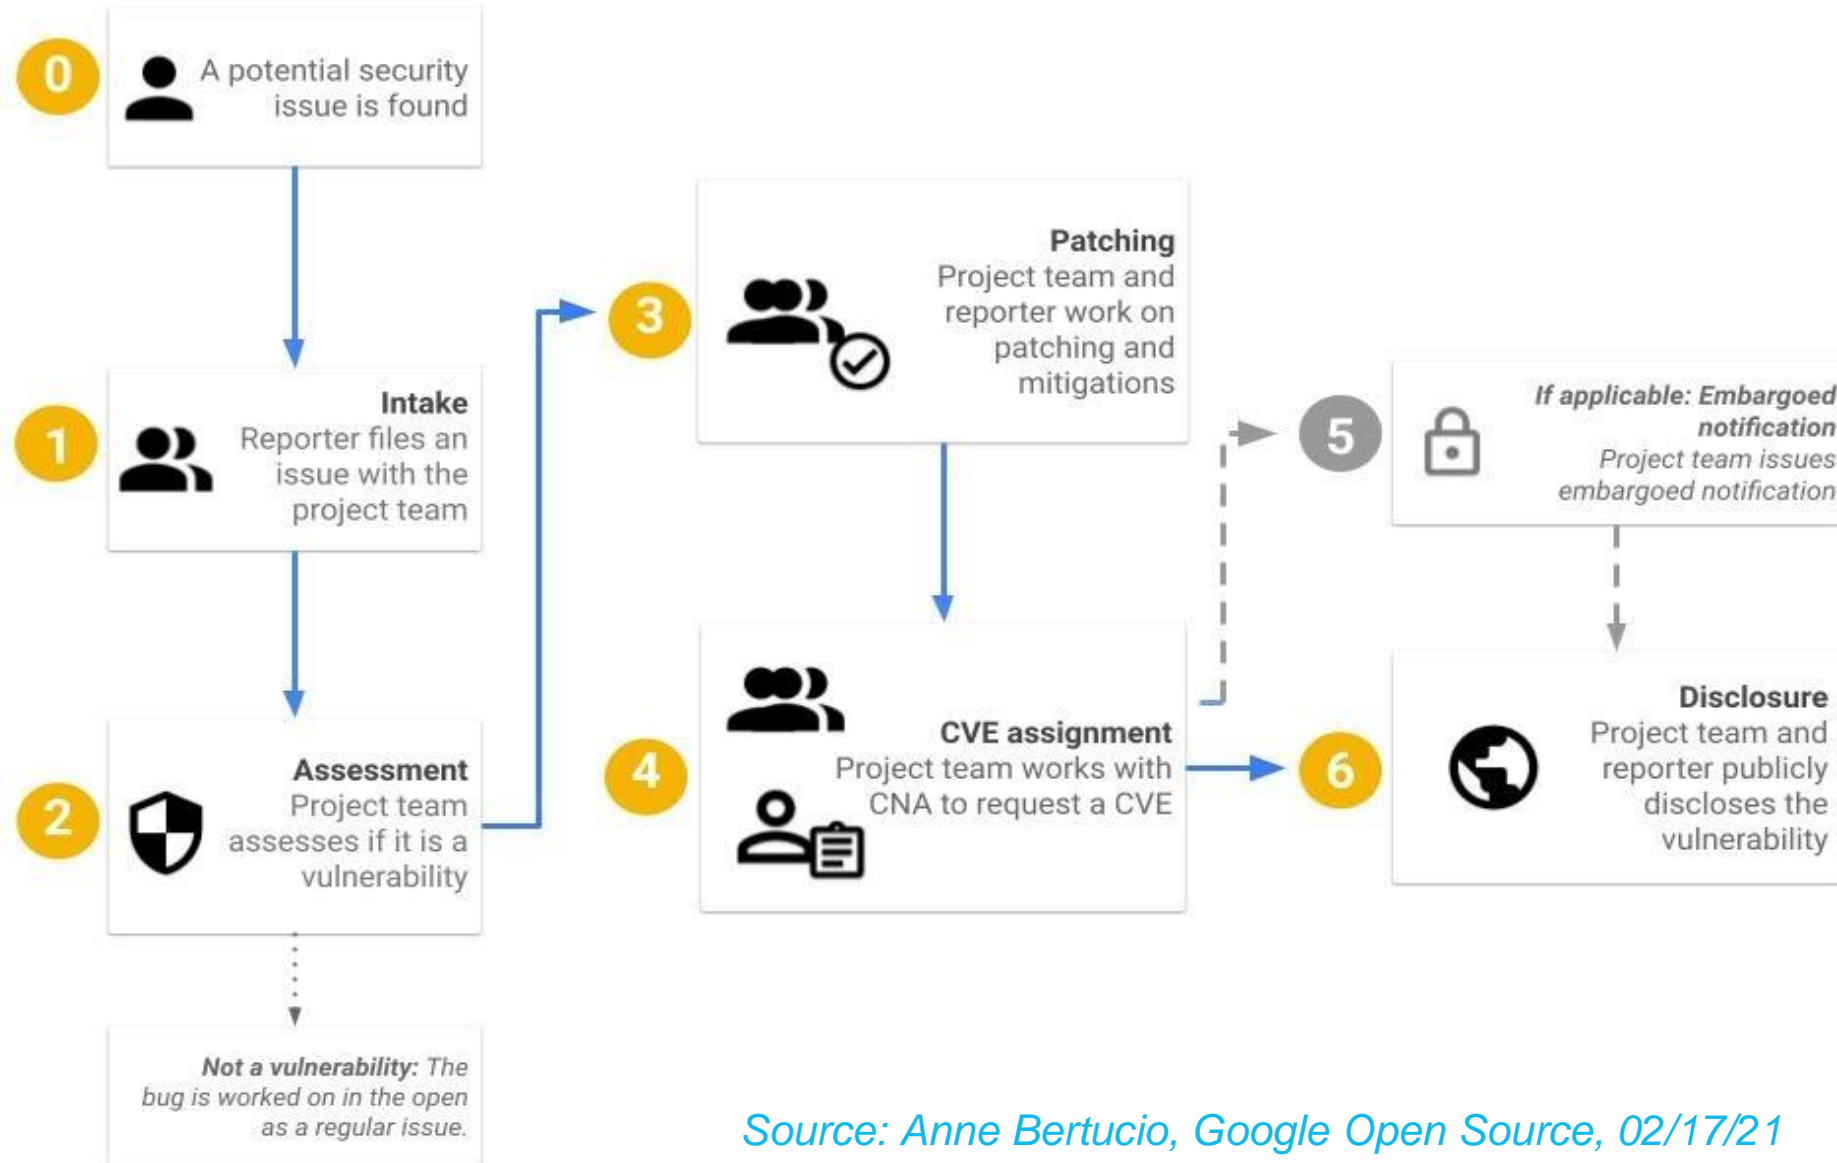 0
A potential security
issue is found
1
Intake
Reporter files an
issue with the
project team
2
Assessment
Project team
assesses if it is a
vulnerability
Not a vulnerability: The
bug is worked on in the open
as a regular issue.
3
Patching
Project team and
reporter work on
patching and
mitigations
4
CVE assignment
Project team works with
CNA to request a CVE
5
If applicable: Embargoed
notification
Project team issues
embargoed notification
6
Disclosure
Project team and
reporter publicly
discloses the
vulnerability
Source: Anne Bertucio, Google Open Source, 02/17/21